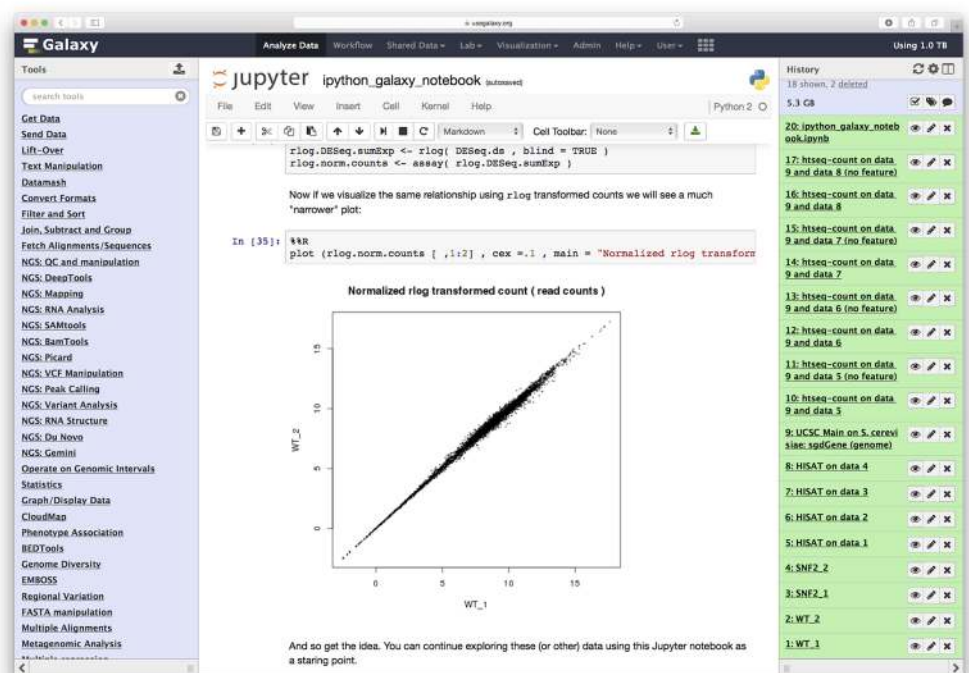 usegalaxy.org
Galaxy
Analyze Data Workflow Shared Data Lab Visualization Admin Help User
Using 1.0 TB
Tools
search tools
Get Data
Send Data
Lift-Over
Text Manipulation
Datamash
Convert Formats
Filter and Sort
Join, Subtract and Group
Fetch Alignments/Sequences
NGS: QC and manipulation
NGS: DeepTools
NGS: Mapping
NGS: RNA Analysis
NGS: SAMtools
NGS: BamTools
NGS: Picard
NGS: VCF Manipulation
NGS: Peak Calling
NGS: Variant Analysis
NGS: RNA Structure
NGS: Du Novo
NGS: Gemini
Operate on Genomic Intervals
Statistics
Graph/Display Data
CloudMap
Phenotype Association
BEDTools
Genome Diversity
EMBOSS
Regional Variation
FASTA manipulation
Multiple Alignments
Metagenomic Analysis
jupyter ipython_galaxy_notebook (autosaved)
File Edit View Insert Cell Kernel Help
Python 2
Markdown Cell Toolbar: None
rlog.DESeq.sumExp <- rlog( DESeq.ds , blind = TRUE )
rlog.norm.counts <- assay( rlog.DESeq.sumExp )
Now if we visualize the same relationship using rlog transformed counts we will see a much
"narrower" plot:
In [35]: %%R
plot (rlog.norm.counts [ ,1:2] , cex =.1 , main = "Normalized rlog transform
Normalized rlog transformed count ( read counts )
15
10
5
0
WT_2
0 5 10 15
WT_1
And so get the idea. You can continue exploring these (or other) data using this Jupyter notebook as
a staring point.
History
18 shown, 2 deleted
5.3 GB
20: ipython_galaxy_noteb
ook.ipynb
17: htseq-count on data
9 and data 8 (no feature)
16: htseq-count on data
9 and data 8
15: htseq-count on data
9 and data 7 (no feature)
14: htseq-count on data
9 and data 7
13: htseq-count on data
9 and data 6 (no feature)
12: htseq-count on data
9 and data 6
11: htseq-count on data
9 and data 5 (no feature)
10: htseq-count on data
9 and data 5
9: UCSC Main on S. cerevi
siae: sgdGene (genome)
8: HISAT on data 4
7: HISAT on data 3
6: HISAT on data 2
5: HISAT on data 1
4: SNF2_2
3: SNF2_1
2: WT_2
1: WT_1